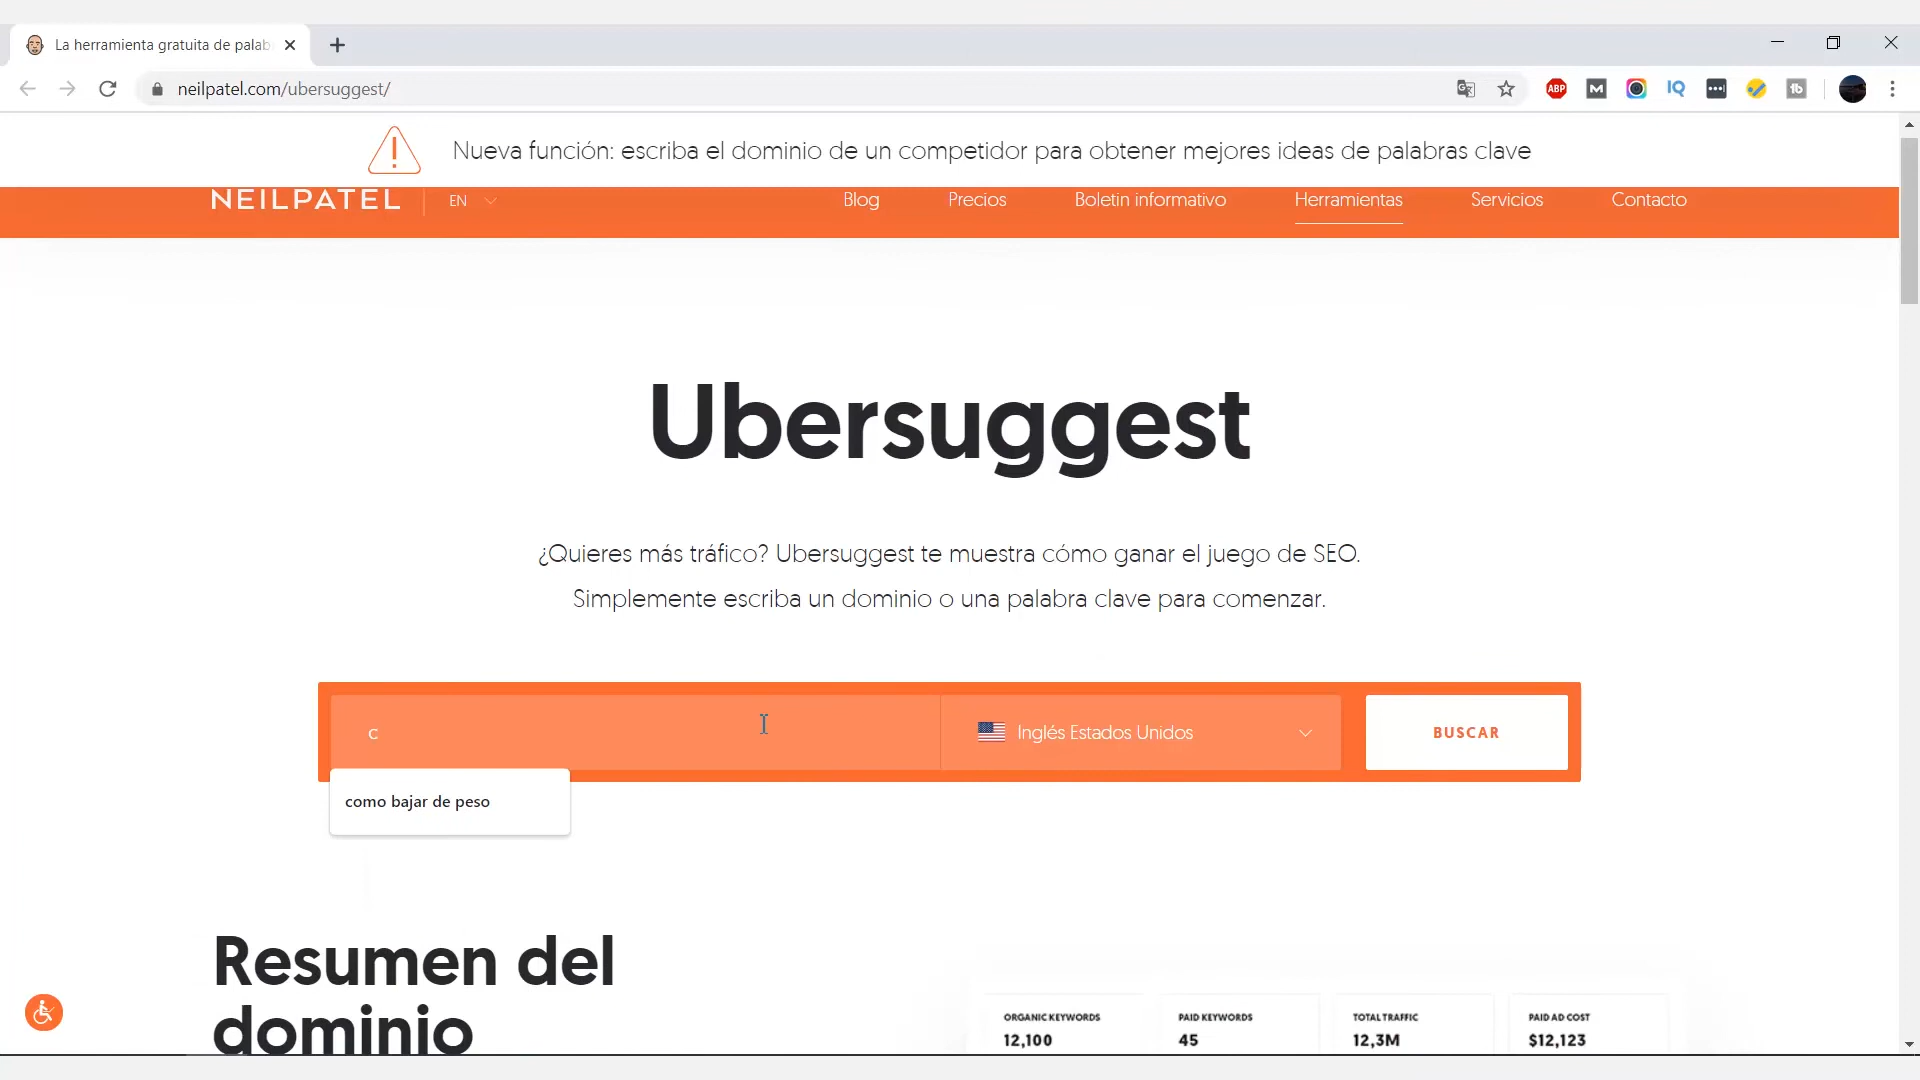 La herramienta gratuita de palab
neilpatel.com/ubersuggest/
ABP
M
IQ
Nueva función: escriba el dominio de un competidor para obtener mejores ideas de palabras clave
NEILPATEL
EN
Blog
Precios
Boletin informativo
Herramientas
Servicios
Contacto
Ubersuggest
¿Quieres más tráfico? Ubersuggest te muestra cómo ganar el juego de SEO.
Simplemente escriba un dominio o una palabra clave para comenzar.
c
Inglés Estados Unidos
BUSCAR
como bajar de peso
Resumen del
dominio
ORGANIC KEYWORDS
12,100
PAID KEYWORDS
45
TOTAL TRAFFIC
12,3M
PAID AD COST
$12,123